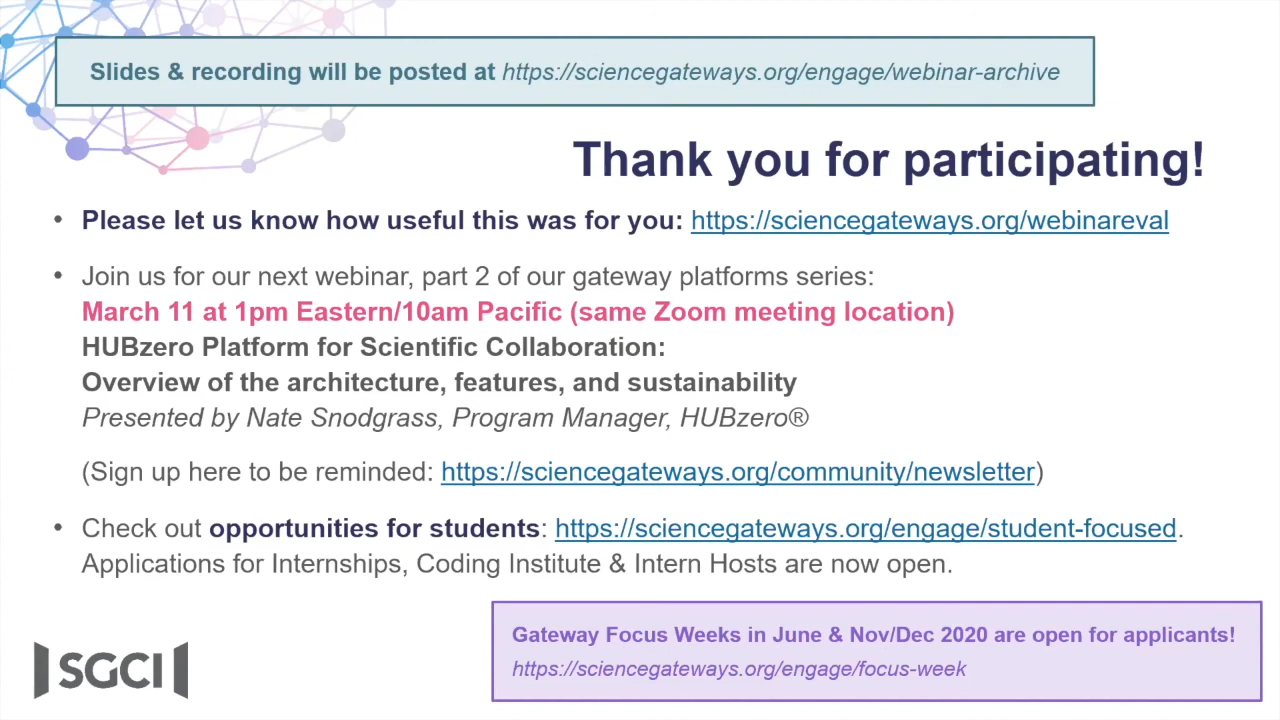 Slides & recording will be posted at https://sciencegateways.org/engage/webinar-archive
Thank you for participating!
• Please let us know how useful this was for you: https://sciencegateways.org/webinareval
• Join us for our next webinar, part 2 of our gateway platforms series:
March 11 at 1pm Eastern/10am Pacific (same Zoom meeting location)
HUBzero Platform for Scientific Collaboration:
Overview of the architecture, features, and sustainability
Presented by Nate Snodgrass, Program Manager, HUBzero®
(Sign up here to be reminded: https://sciencegateways.org/community/newsletter)
• Check out opportunities for students: https://sciencegateways.org/engage/student-focused.
Applications for Internships, Coding Institute & Intern Hosts are now open.
Gateway Focus Weeks in June & Nov/Dec 2020 are open for applicants!
https://sciencegateways.org/engage/focus-week
SGCI